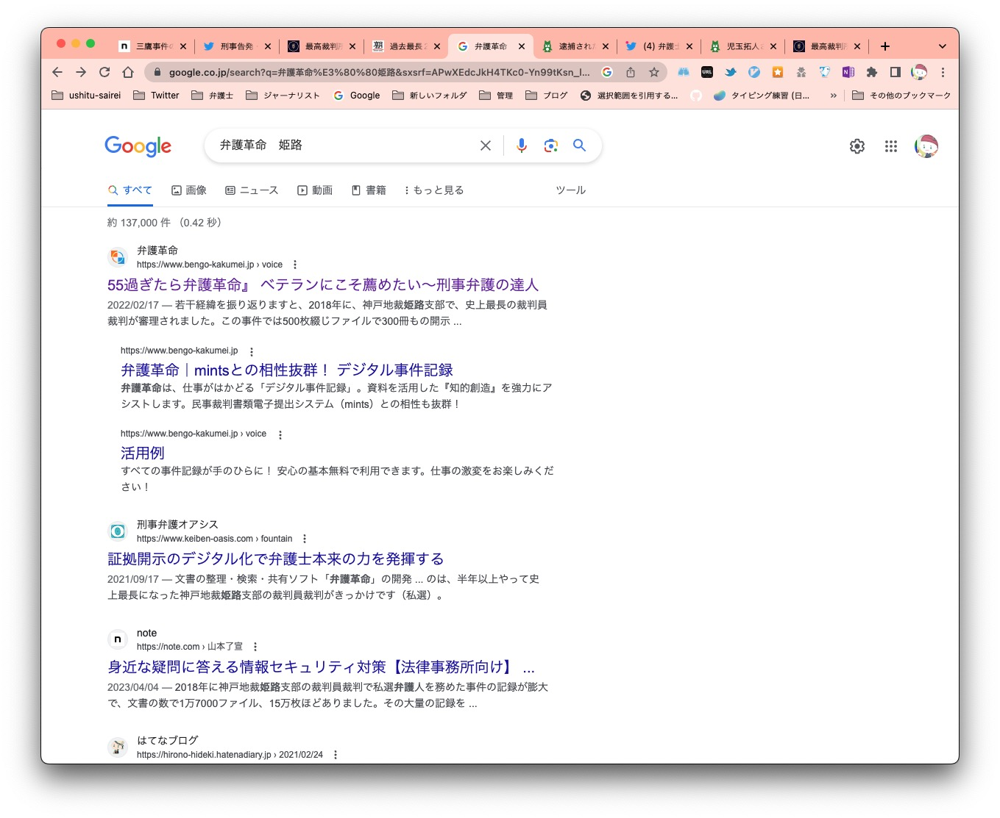 三鷹事件の
刑事告発 -
最高裁判所
過去最長2
弁護革命
逮捕された
(4) 弁護士
児玉拓人さ
最高裁判所
google.co.jp/search?q=弁護革命%E3%80%80姫路&sxsrf=APwXEdcJkH4TKc0-Yn99tKsn_l...
ushitu-sairei
Twitter
弁護士
ジャーナリスト
Google
新しいフォルダ
管理
ブログ
選択範囲を引用する...
タイピング練習 (日...
»
その他のブックマーク
Google
弁護革命　姫路
すべて
画像
ニュース
動画
書籍
もっと見る
ツール
約 137,000 件 （0.42 秒）
弁護革命
https://www.bengo-kakumei.jp › voice
55過ぎたら弁護革命』 ベテランにこそ薦めたい〜刑事弁護の達人
2022/02/17 — 若干経緯を振り返りますと、2018年に、神戸地裁姫路支部で、史上最長の裁判員
裁判が審理されました。この事件では500枚綴じファイルで300冊もの開示 ...
https://www.bengo-kakumei.jp
弁護革命｜mintsとの相性抜群！ デジタル事件記録
弁護革命は、仕事がはかどる「デジタル事件記録」。資料を活用した『知的創造』を強力にア
シストします。民事裁判書類電子提出システム（mints）との相性も抜群！
https://www.bengo-kakumei.jp › voice
活用例
すべての事件記録が手のひらに！ 安心の基本無料で利用できます。仕事の激変をお楽しみくだ
さい！
刑事弁護オアシス
https://www.keiben-oasis.com › fountain
証拠開示のデジタル化で弁護士本来の力を発揮する
2021/09/17 — 文書の整理・検索・共有ソフト「弁護革命」の開発 ... のは、半年以上やって史
上最長になった神戸地裁姫路支部の裁判員裁判がきっかけです（私選）。
note
https://note.com › 山本了宣
身近な疑問に答える情報セキュリティ対策【法律事務所向け】 ...
2023/04/04 — 2018年に神戸地裁姫路支部の裁判員裁判で私選弁護人を務めた事件の記録が膨大
で、文書の数で1万7000ファイル、15万枚ほどありました。その大量の記録を ...
はてなブログ
https://hirono-hideki.hatenadiary.jp › 2021/02/24